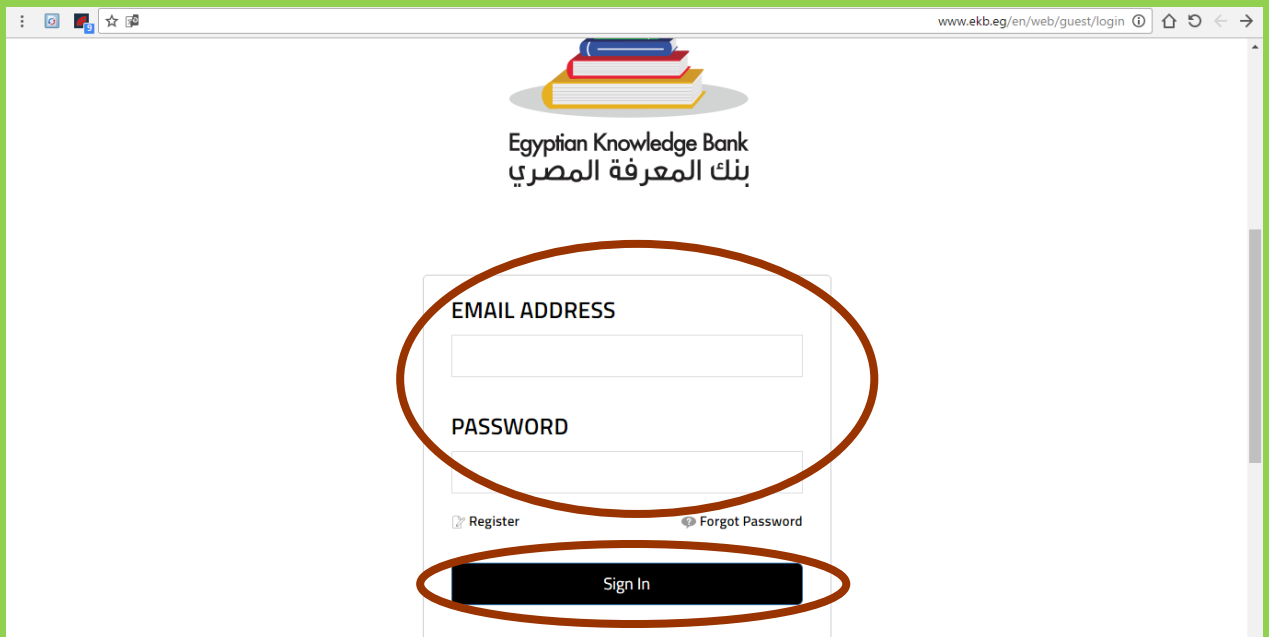 www.ekb.eg/en/web/guest/login
9
Egyptian Knowledge Bank
بنك المعرفة المصري
EMAIL ADDRESS
PASSWORD
Register
Forgot Password
Sign In